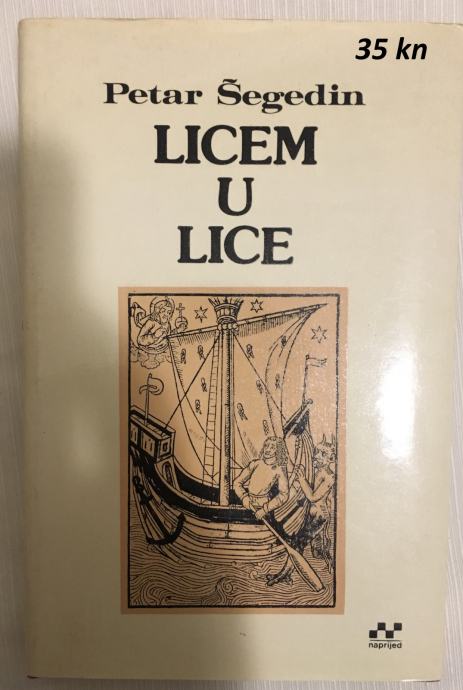 35 kn
Petar Šegedin
LICEM
U
LICE
naprijed